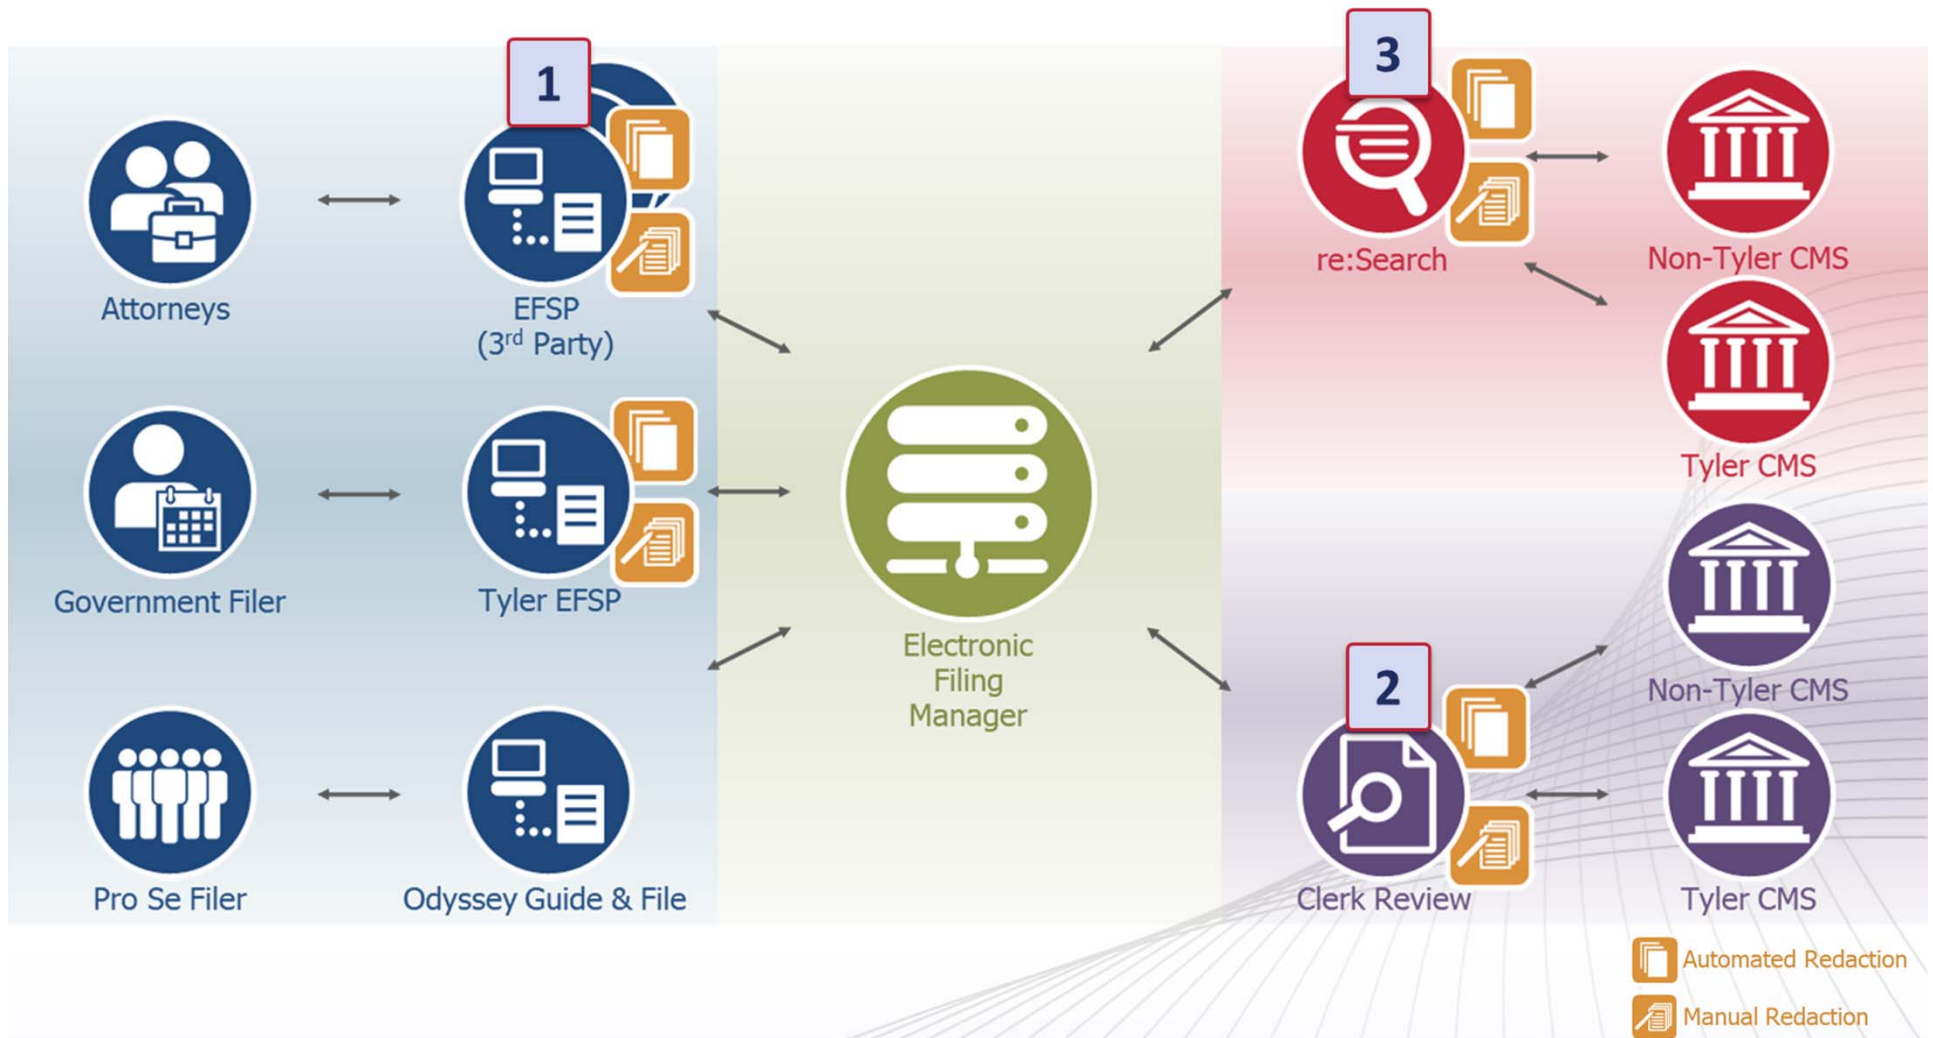 1
3
Attorneys
EFSP
(3rd Party)
re:Search
Non-Tyler CMS
Tyler CMS
Government Filer
Tyler EFSP
Electronic
Filing
Manager
2
Non-Tyler CMS
Pro Se Filer
Odyssey Guide & File
Clerk Review
Tyler CMS
Automated Redaction
Manual Redaction